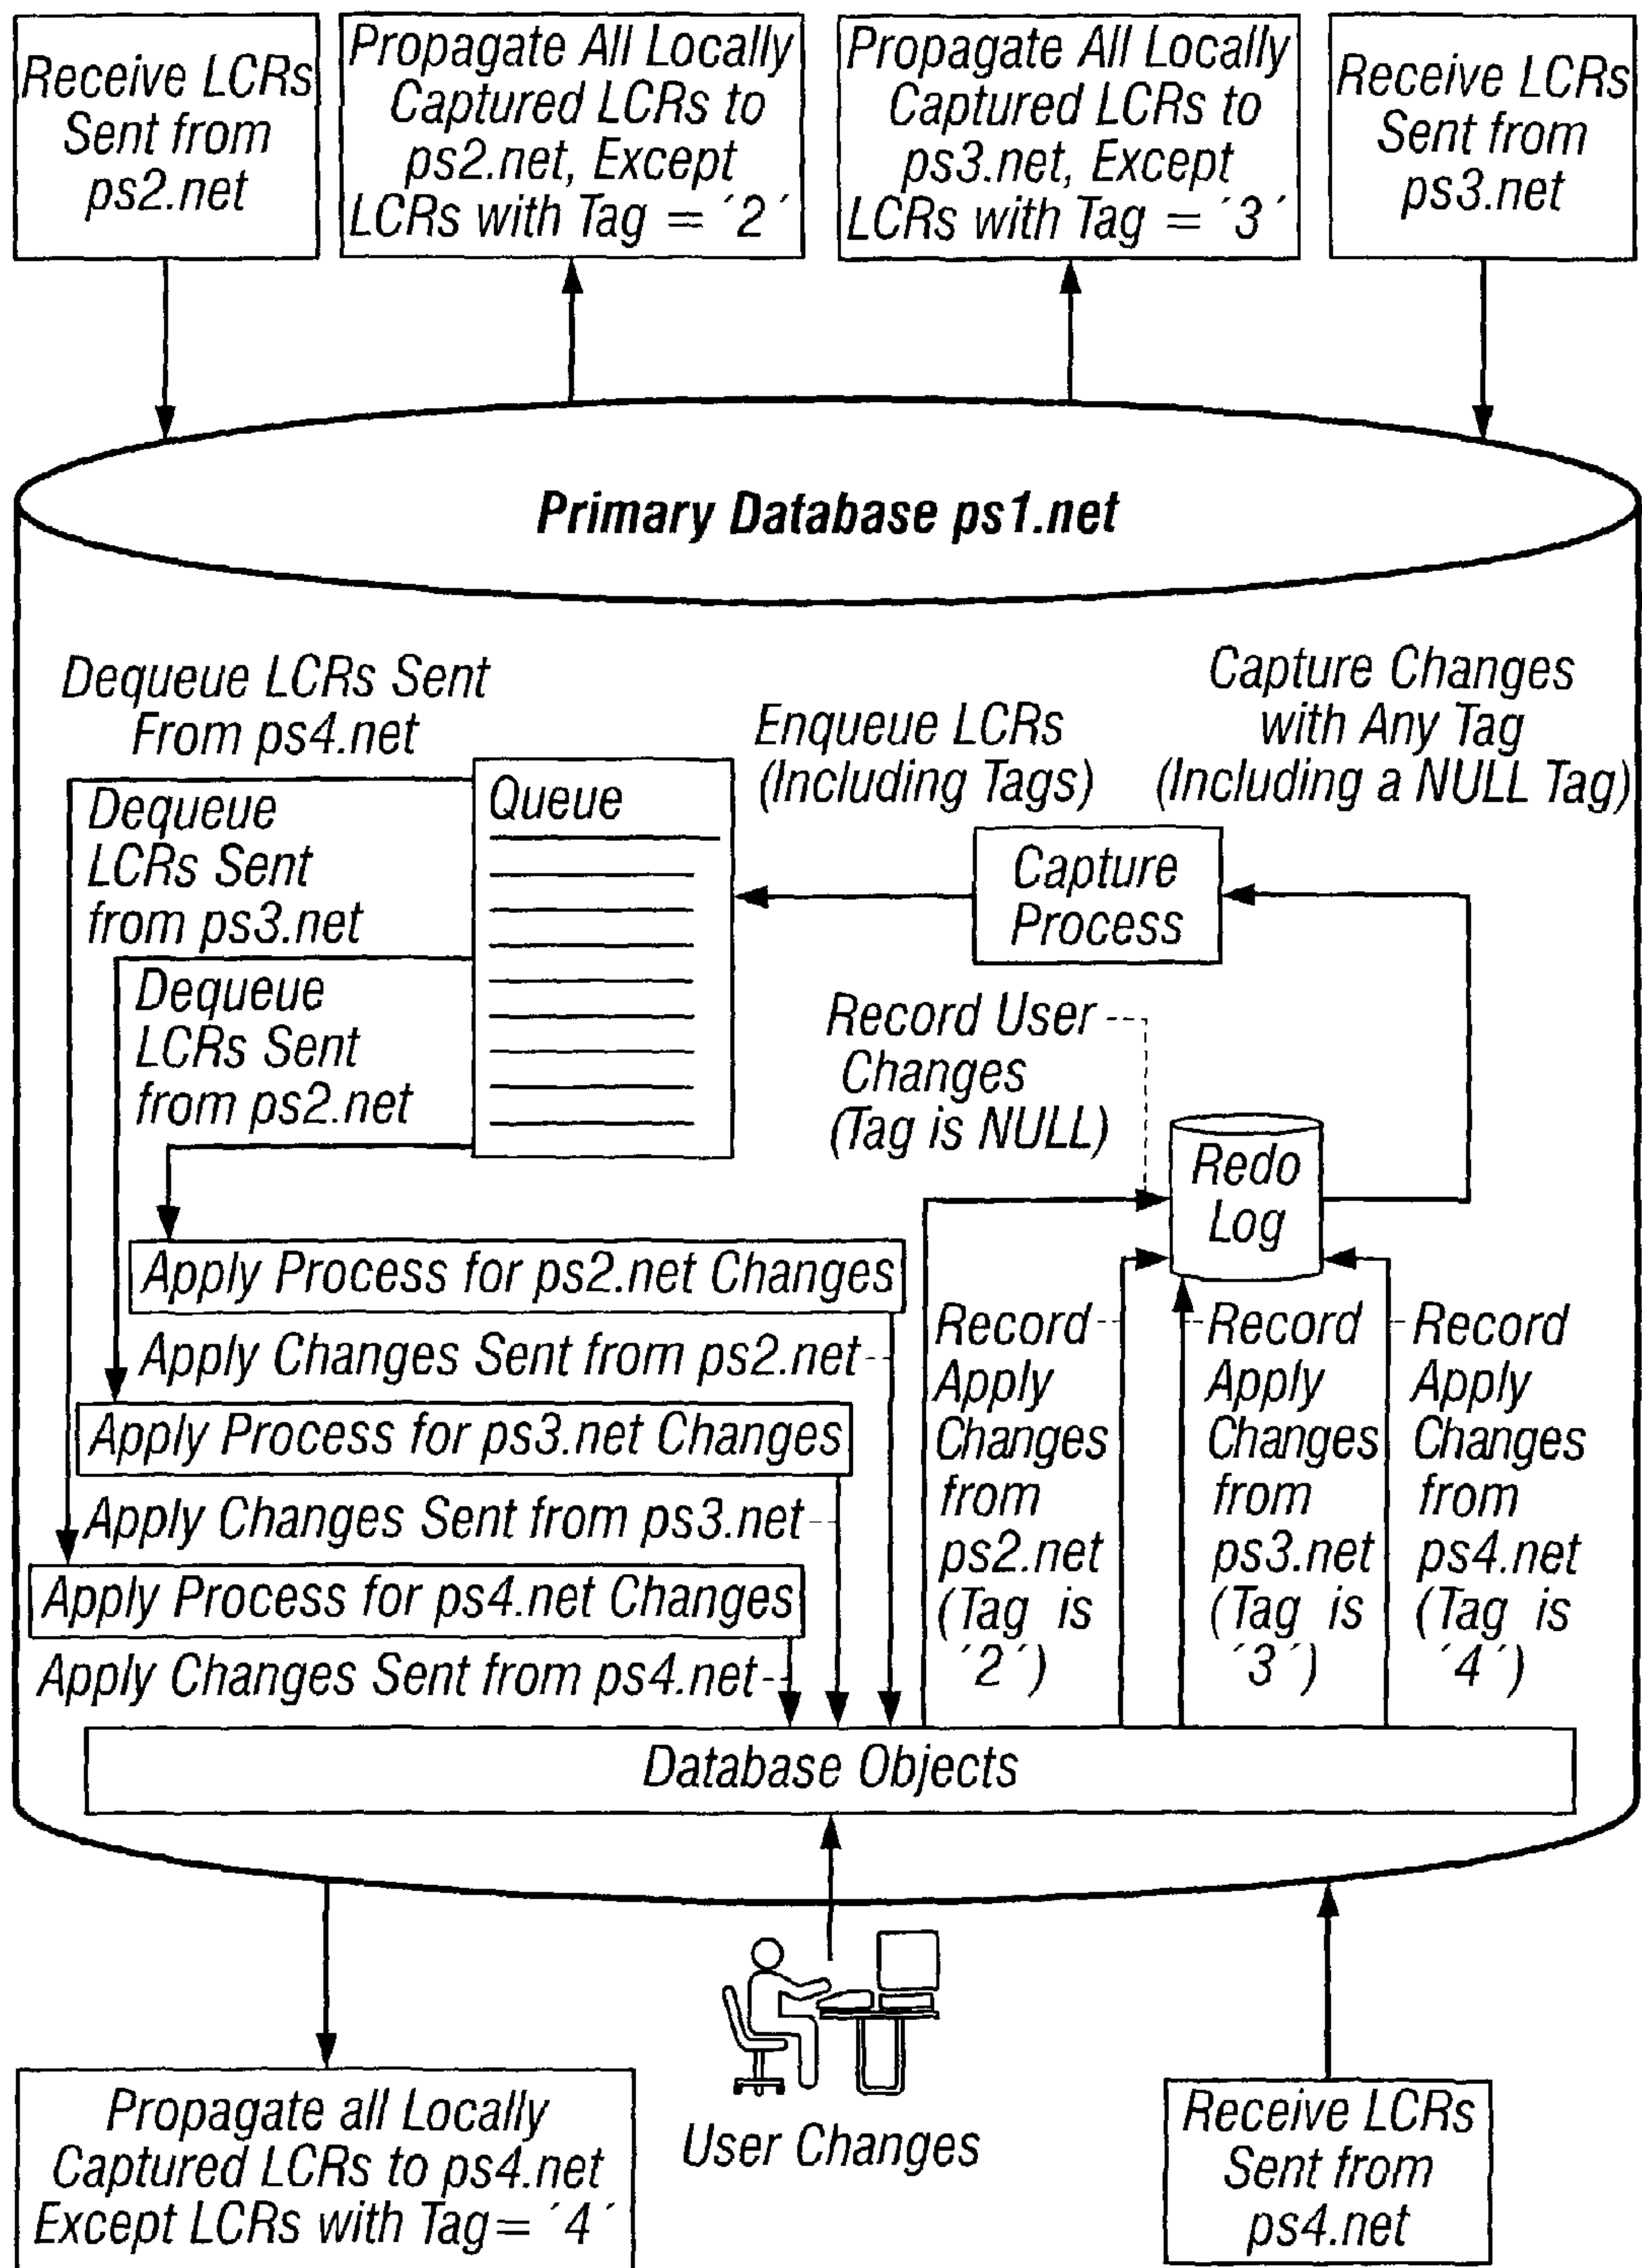 Receive LCRs
Sent from
ps2.net
Propagate All Locally
Captured LCRs to
ps2.net, Except
LCRs with Tag = ´2´
Propagate All Locally
Captured LCRs to
ps3.net, Except
LCRs with Tag = ´3´
Receive LCRs
Sent from
ps3.net
Primary Database ps1.net
Dequeue LCRs Sent
From ps4.net
Dequeue
LCRs Sent
from ps3.net
Dequeue
LCRs Sent
from ps2.net
Queue
Enqueue LCRs
(Including Tags)
Capture Changes
with Any Tag
(Including a NULL Tag)
Capture
Process
Record User
Changes
(Tag is NULL)
Redo
Log
Apply Process for ps2.net Changes
Apply Changes Sent from ps2.net
Apply Process for ps3.net Changes
Apply Changes Sent from ps3.net
Apply Process for ps4.net Changes
Apply Changes Sent from ps4.net
Record
Apply
Changes
from
ps2.net
(Tag is
´2´)
Record
Apply
Changes
from
ps3.net
(Tag is
´3´)
Record
Apply
Changes
from
ps4.net
(Tag is
´4´)
Database Objects
Propagate all Locally
Captured LCRs to ps4.net
Except LCRs with Tag= ´4´
User Changes
Receive LCRs
Sent from
ps4.net